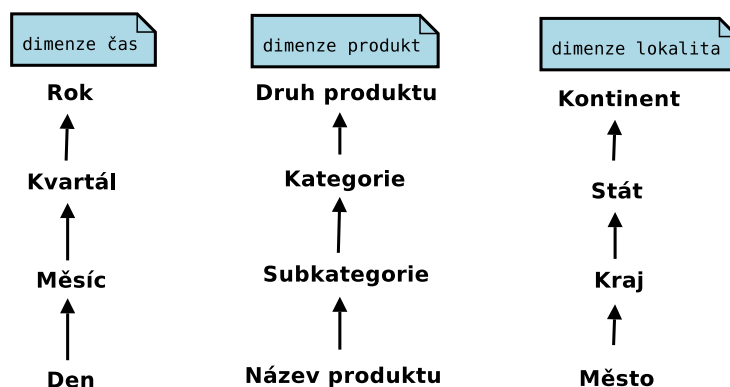 dimenze čas
Rok
Kvartál
Měsíc
Den
dimenze produkt
Druh produktu
Kategorie
Subkategorie
Název produktu
dimenze lokalita
Kontinent
Stát
Kraj
Město